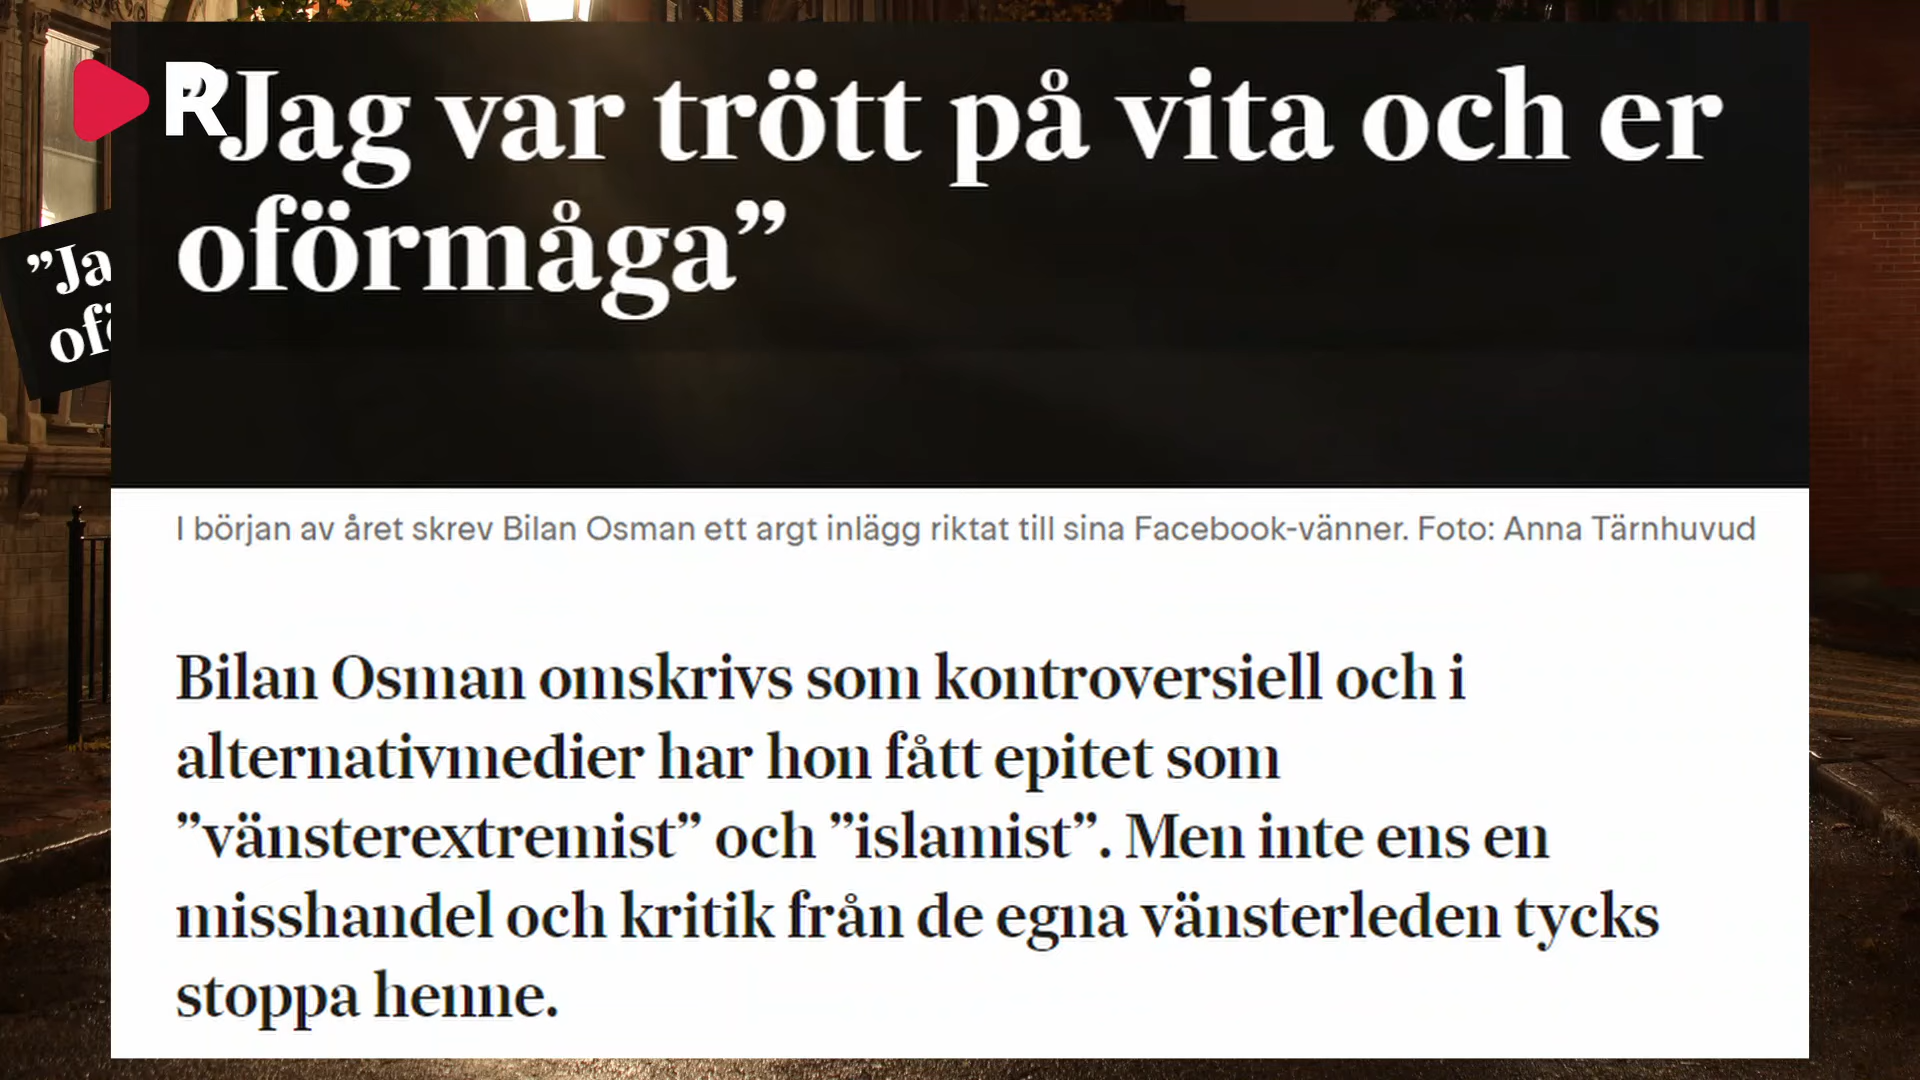 R
”Jag var trött på vita och er
oförmåga”
”Ja
ofö
I början av året skrev Bilan Osman ett argt inlägg riktat till sina Facebook-vänner. Foto: Anna Tärnhuvud
Bilan Osman omskrivs som kontroversiell och i
alternativmedier har hon fått epitet som
”vänsterextremist” och ”islamist”. Men inte ens en
misshandel och kritik från de egna vänsterleden tycks
stoppa henne.